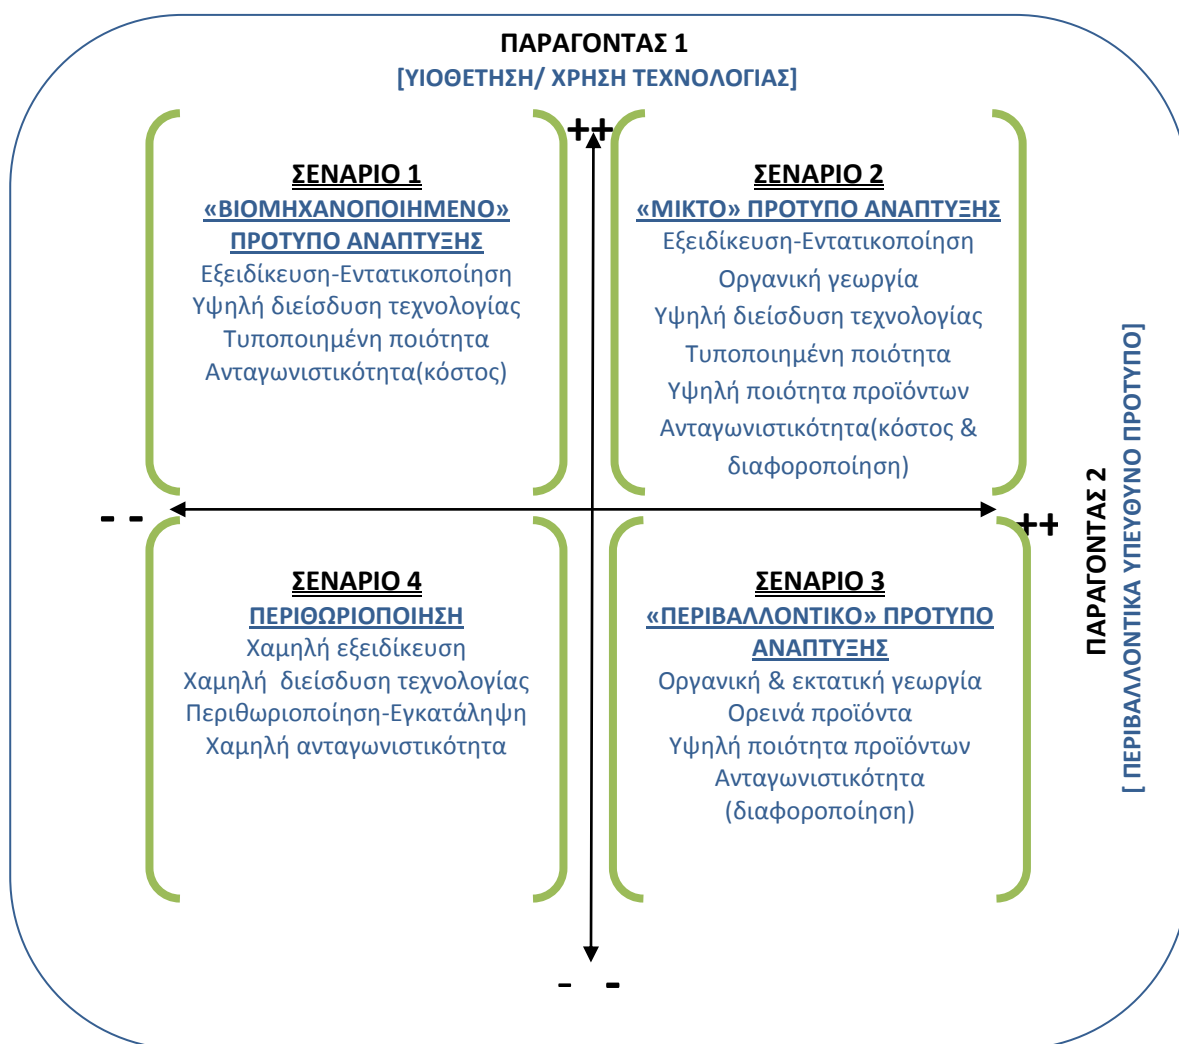 ΠΑΡΑΓΟΝΤΑΣ 1
[ΥΙΟΘΕΤΗΣΗ/ ΧΡΗΣΗ ΤΕΧΝΟΛΟΓΙΑΣ]
++
ΣΕΝΑΡΙΟ 1
«ΒΙΟΜΗΧΑΝΟΠΟΙΗΜΕΝΟ»
ΠΡΟΤΥΠΟ ΑΝΑΠΤΥΞΗΣ
Εξειδίκευση-Εντατικοποίηση
Υψηλή διείσδυση τεχνολογίας
Τυποποιημένη ποιότητα
Ανταγωνιστικότητα(κόστος)
ΣΕΝΑΡΙΟ 2
«ΜΙΚΤΟ» ΠΡΟΤΥΠΟ ΑΝΑΠΤΥΞΗΣ
Εξειδίκευση-Εντατικοποίηση
Οργανική γεωργία
Υψηλή διείσδυση τεχνολογίας
Τυποποιημένη ποιότητα
Υψηλή ποιότητα προϊόντων
Ανταγωνιστικότητα(κόστος &
διαφοροποίηση)
- -
++
ΠΑΡΑΓΟΝΤΑΣ 2
[ ΠΕΡΙΒΑΛΛΟΝΤΙΚΑ ΥΠΕΥΘΥΝΟ ΠΡΟΤΥΠΟ]
ΣΕΝΑΡΙΟ 4
ΠΕΡΙΘΩΡΙΟΠΟΙΗΣΗ
Χαμηλή εξειδίκευση
Χαμηλή διείσδυση τεχνολογίας
Περιθωριοποίηση-Εγκατάληψη
Χαμηλή ανταγωνιστικότητα
ΣΕΝΑΡΙΟ 3
«ΠΕΡΙΒΑΛΛΟΝΤΙΚΟ» ΠΡΟΤΥΠΟ
ΑΝΑΠΤΥΞΗΣ
Οργανική & εκτατική γεωργία
Ορεινά προϊόντα
Υψηλή ποιότητα προϊόντων
Ανταγωνιστικότητα
(διαφοροποίηση)
- -